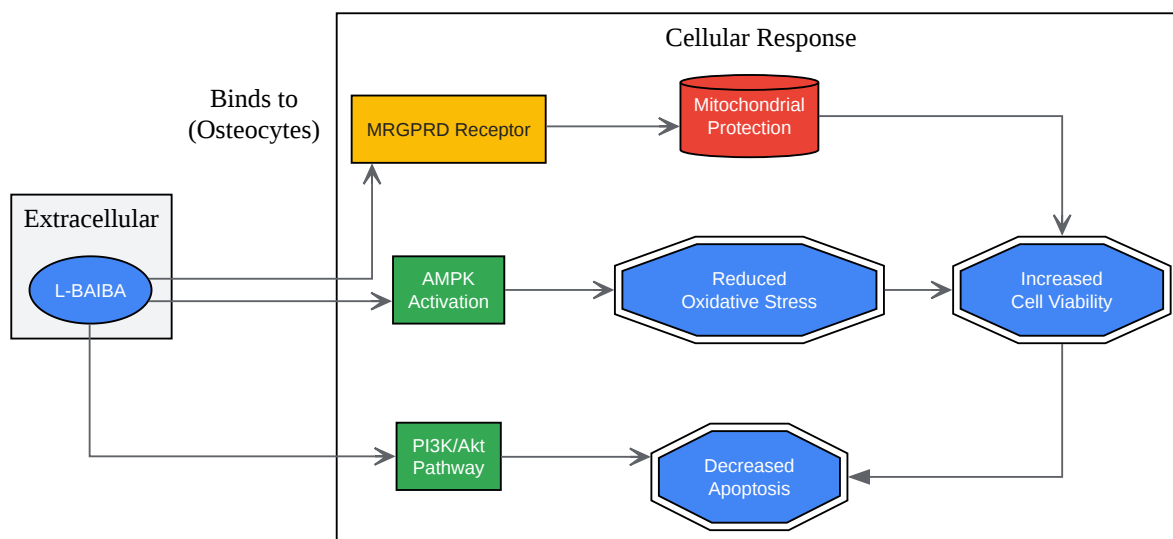 Cellular Response
Binds to
(Osteocytes)
MRGPRD Receptor
Mitochondrial
Protection
Extracellular
L-BAIBA
AMPK
Activation
Reduced
Oxidative Stress
Increased
Cell Viability
PI3K/Akt
Pathway
Decreased
Apoptosis